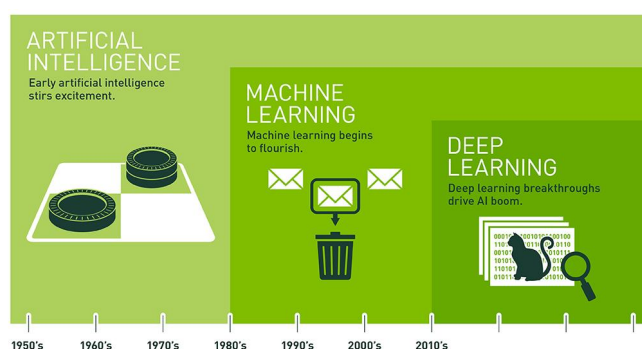 ARTIFICIAL
INTELLIGENCE
Early artificial intelligence
stirs excitement.
MACHINE
LEARNING
Machine learning begins
to flourish.
DEEP
LEARNING
Deep learning breakthroughs
drive AI boom.
1950's 1960's 1970's 1980's 1990's 2000's 2010's